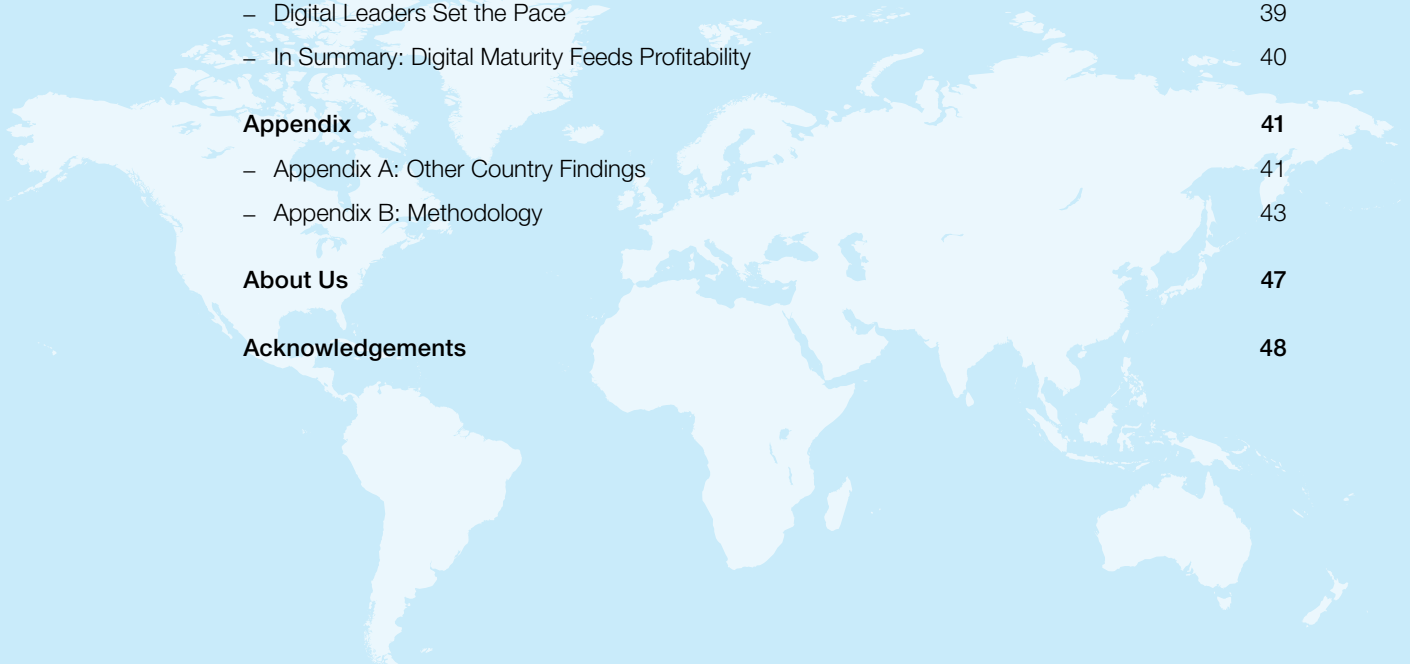 – Digital Leaders Set the Pace 39
– In Summary: Digital Maturity Feeds Profitability 40
Appendix 41
– Appendix A: Other Country Findings 41
– Appendix B: Methodology 43
About Us 47
Acknowledgements 48